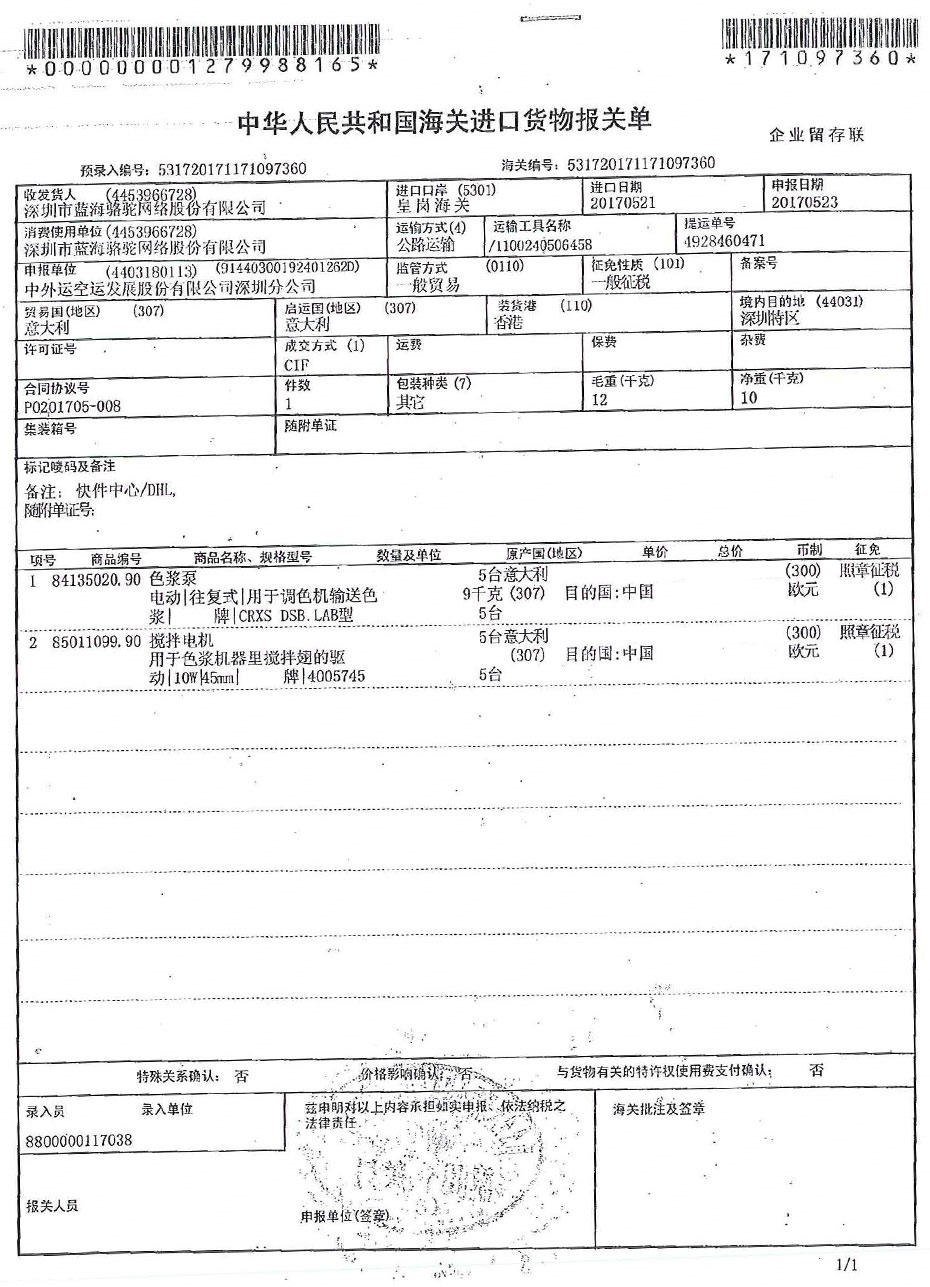 *000000001279988165*
*171097360*
中华人民共和国海关进口货物报关单
企业留存联
预录入编号: 531720171171097360
海关编号: 531720171171097360
收发货人 (4453966728)
深圳市蓝海骆驼网络股份有限公司
进口口岸 (5301)
皇岗海关
进口日期
20170521
申报日期
20170523
消费使用单位 (4453966728)
深圳市蓝海骆驼网络股份有限公司
运输方式(4)
公路运输
运输工具名称
/1100240506458
提运单号
4928460471
申报单位 (4403180113) (91440300192401262D)
中外运空运发展股份有限公司深圳分公司
监管方式 (0110)
一般贸易
征免性质 (101)
一般征税
备案号
贸易国(地区) (307)
意大利
启运国(地区) (307)
意大利
装货港 (110)
香港
境内目的地 (44031)
深圳特区
许可证号
成交方式 (1)
CIF
运费
保费
杂费
合同协议号
PO201705-008
件数
1
包装种类 (7)
其它
毛重(千克)
12
净重(千克)
10
集装箱号
随附单证
标记唛码及备注
备注: 快件中心/DHL,
随附单证号:
项号 商品编号 商品名称、规格型号 数量及单位 原产国(地区) 单价 总价 币制 征免
1 84135020.90 色浆泵 5台意大利 (300) 照章征税
电动|往复式|用于调色机输送色 9千克 (307) 目的国:中国 欧元 (1)
浆| 牌|CRXS DSB.LAB型 5台
2 85011099.90 搅拌电机 5台意大利 (300) 照章征税
用于色浆机器里搅拌翅的驱 (307) 目的国:中国 欧元 (1)
动|10W|45mm| 牌|4005745 5台
特殊关系确认: 否 价格影响确认: 否 与货物有关的特许权使用费支付确认: 否
录入员 录入单位
8800000117038
兹申明对以上内容承担如实申报、依法纳税之
法律责任
海关批注及签章
报关人员
申报单位(签章)
1/1